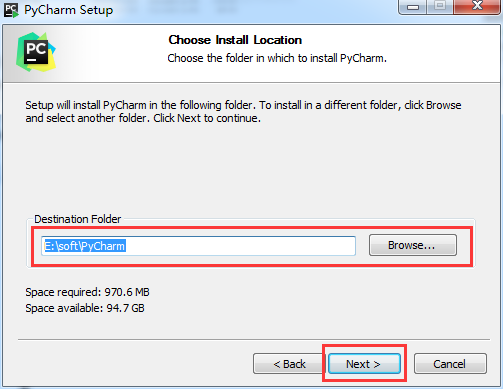 PyCharm Setup
PC
Choose Install Location
Choose the folder in which to install PyCharm.
Setup will install PyCharm in the following folder. To install in a different folder, click Browse
and select another folder. Click Next to continue.
Destination Folder
E:\soft\PyCharm
Browse...
Space required: 970.6 MB
Space available: 94.7 GB
< Back
Next >
Cancel